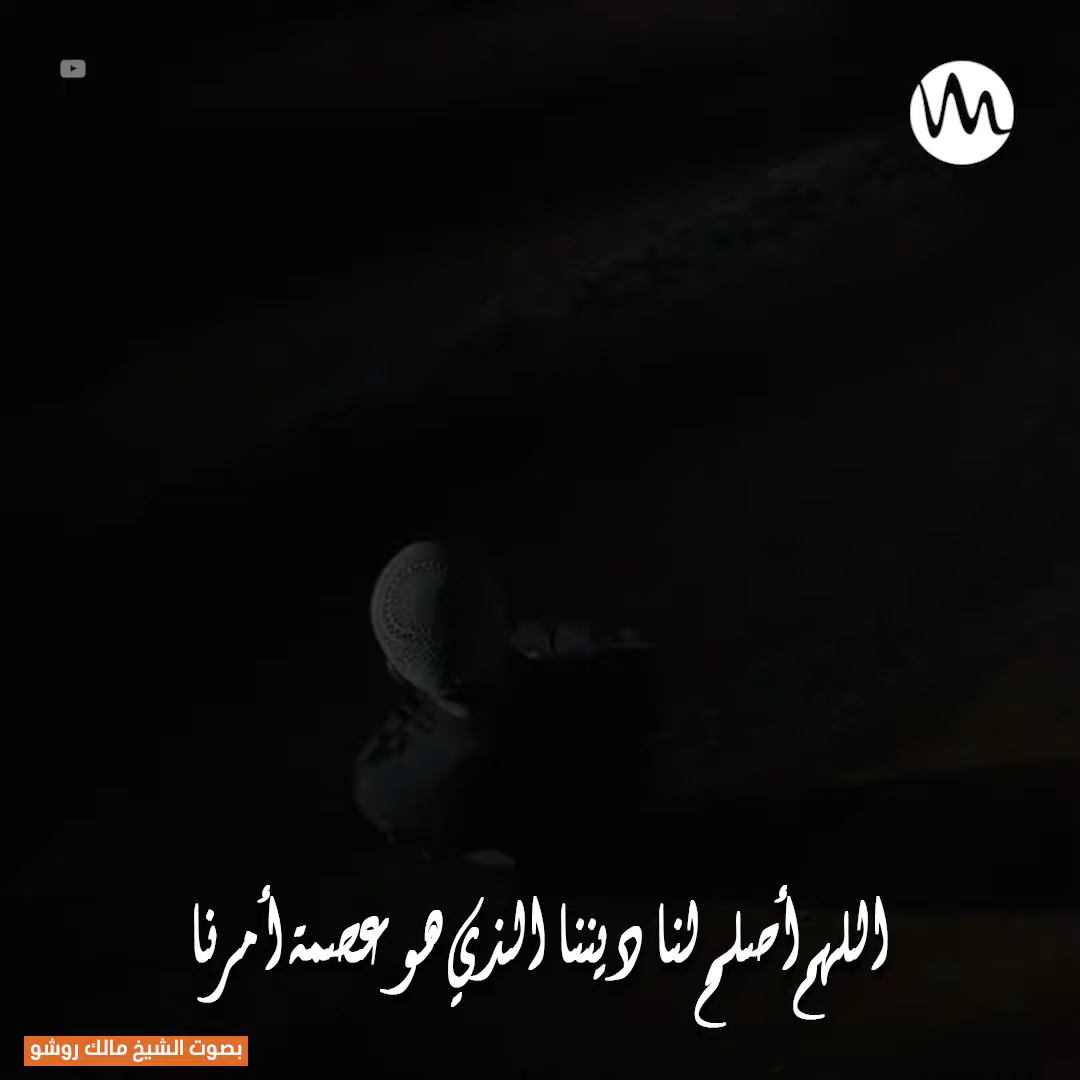 اللهم أصلح لنا ديننا الذي هو عصمة أمرنا
بصوت الشيخ مالك روشو